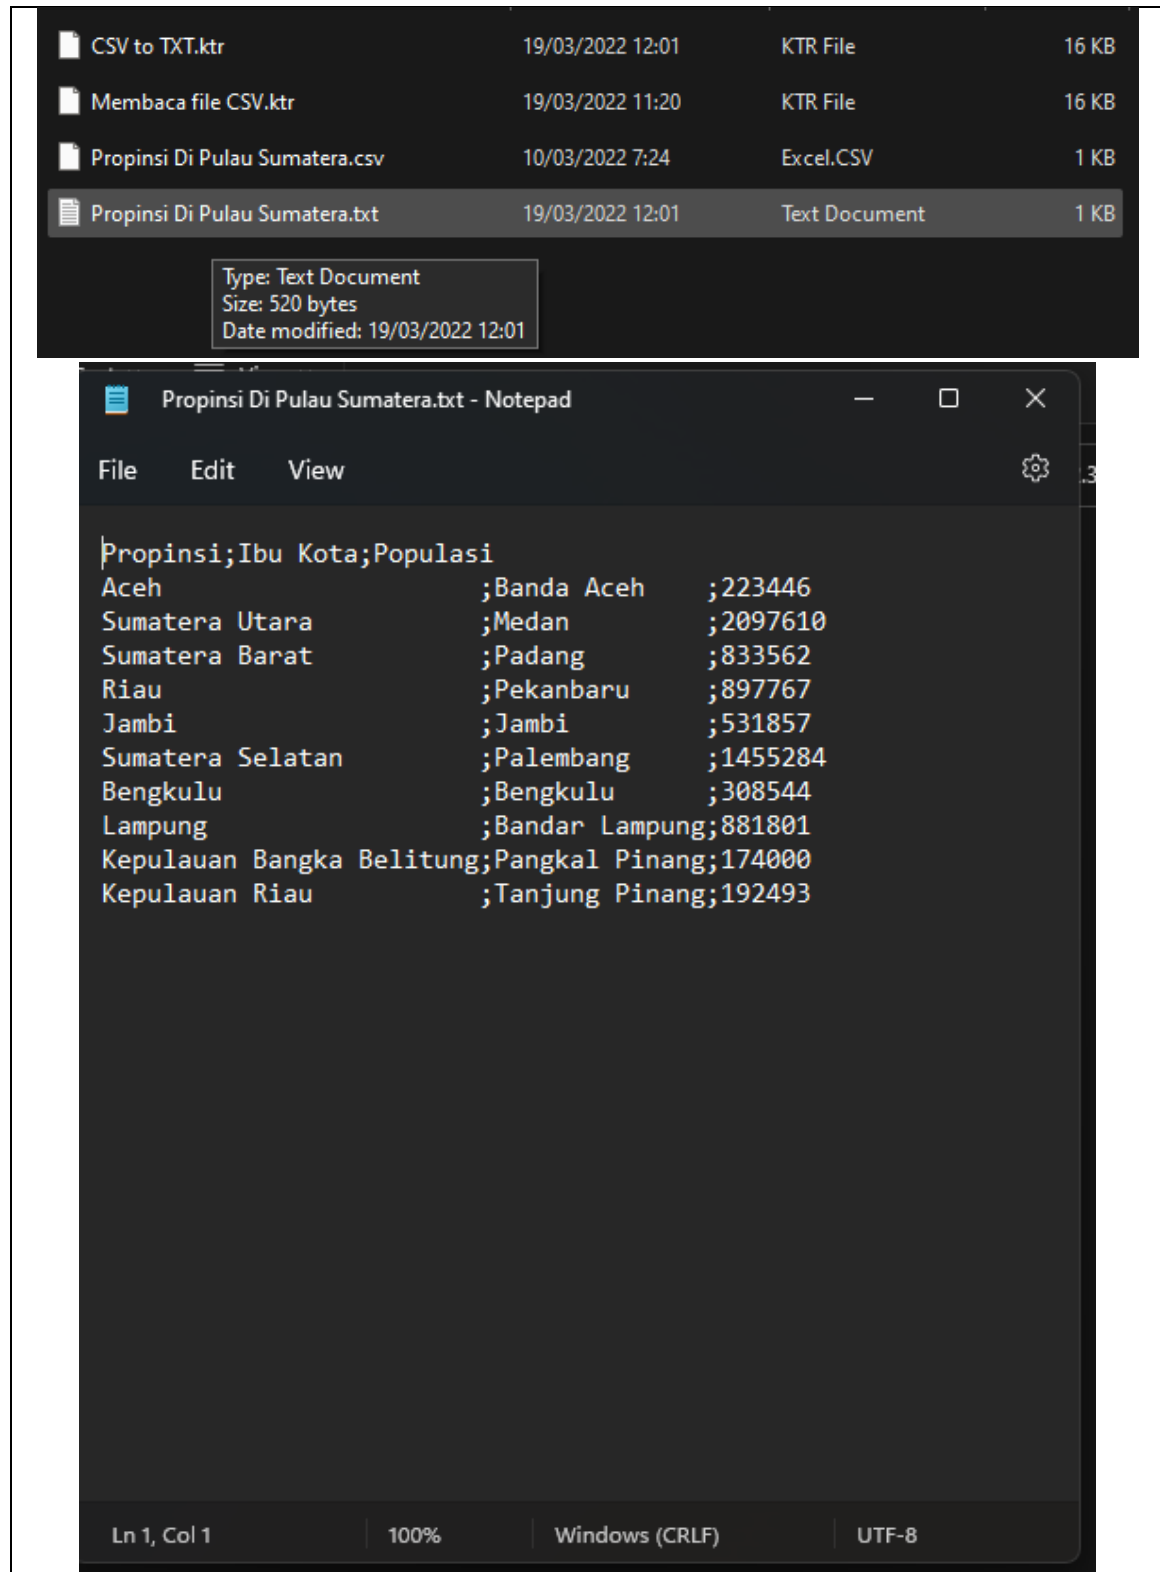 CSV to TXT.ktr 19/03/2022 12:01 KTR File 16 KB
Membaca file CSV.ktr 19/03/2022 11:20 KTR File 16 KB
Propinsi Di Pulau Sumatera.csv 10/03/2022 7:24 Excel.CSV 1 KB
Propinsi Di Pulau Sumatera.txt 19/03/2022 12:01 Text Document 1 KB
Type: Text Document
Size: 520 bytes
Date modified: 19/03/2022 12:01
Propinsi Di Pulau Sumatera.txt - Notepad
File Edit View
.3
Propinsi;Ibu Kota;Populasi
Aceh                     ;Banda Aceh    ;223446
Sumatera Utara           ;Medan         ;2097610
Sumatera Barat           ;Padang        ;833562
Riau                     ;Pekanbaru     ;897767
Jambi                    ;Jambi         ;531857
Sumatera Selatan         ;Palembang     ;1455284
Bengkulu                 ;Bengkulu      ;308544
Lampung                  ;Bandar Lampung;881801
Kepulauan Bangka Belitung;Pangkal Pinang;174000
Kepulauan Riau           ;Tanjung Pinang;192493
Ln 1, Col 1 100% Windows (CRLF) UTF-8